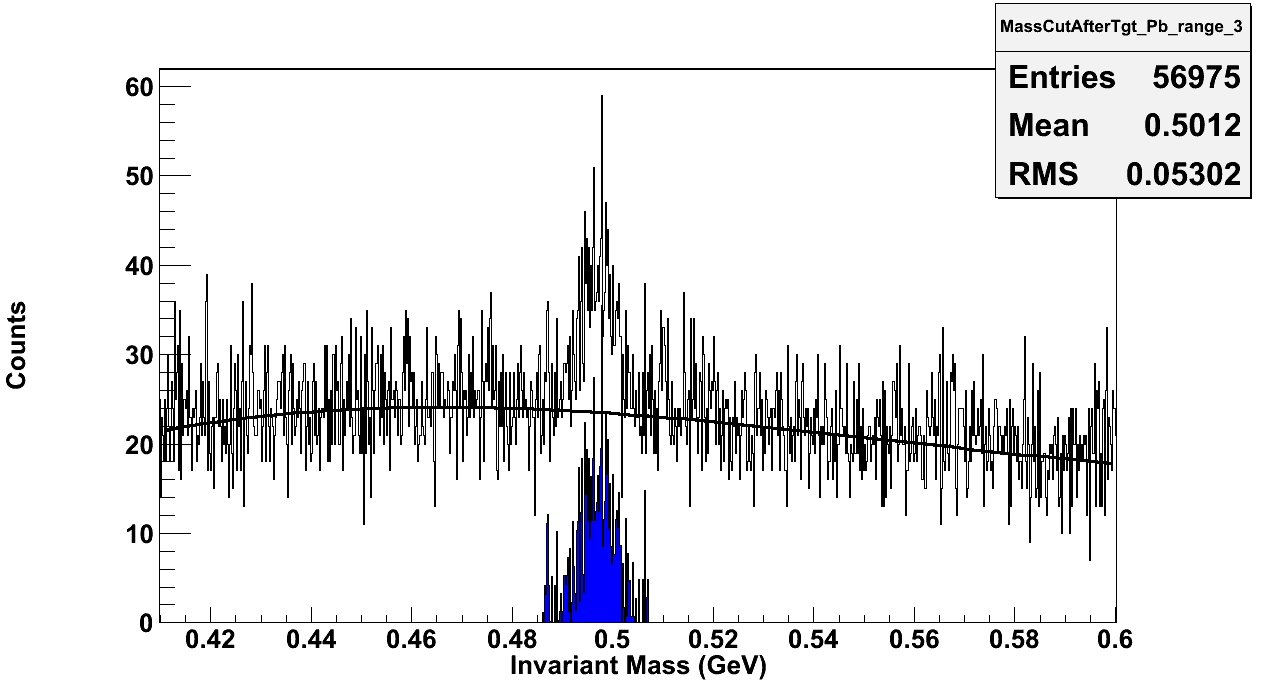 MassCutAfterTgt_Pb_range_3
Entries 56975
Mean 0.5012
RMS 0.05302
Counts
60
50
40
30
20
10
0
0.42 0.44 0.46 0.48 0.5 0.52 0.54 0.56 0.58 0.6
Invariant Mass (GeV)